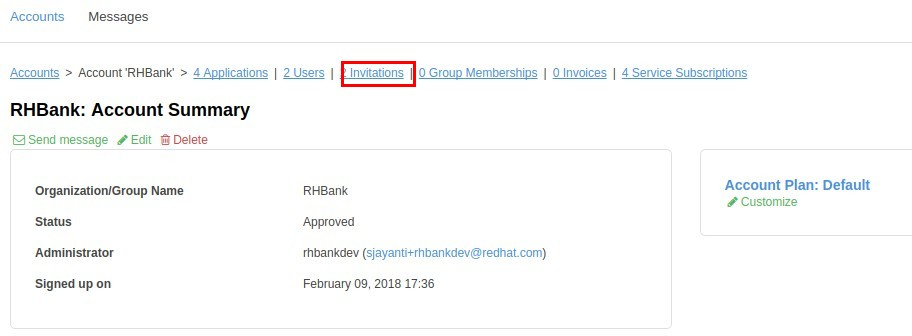 Accounts Messages
Accounts > Account 'RHBank' > 4 Applications | 2 Users | 2 Invitations | 0 Group Memberships | 0 Invoices | 4 Service Subscriptions
RHBank: Account Summary
Send message Edit Delete
Organization/Group Name RHBank
Status Approved
Administrator rhbankdev (sjayanti+rhbankdev@redhat.com)
Signed up on February 09, 2018 17:36
Account Plan: Default
Customize